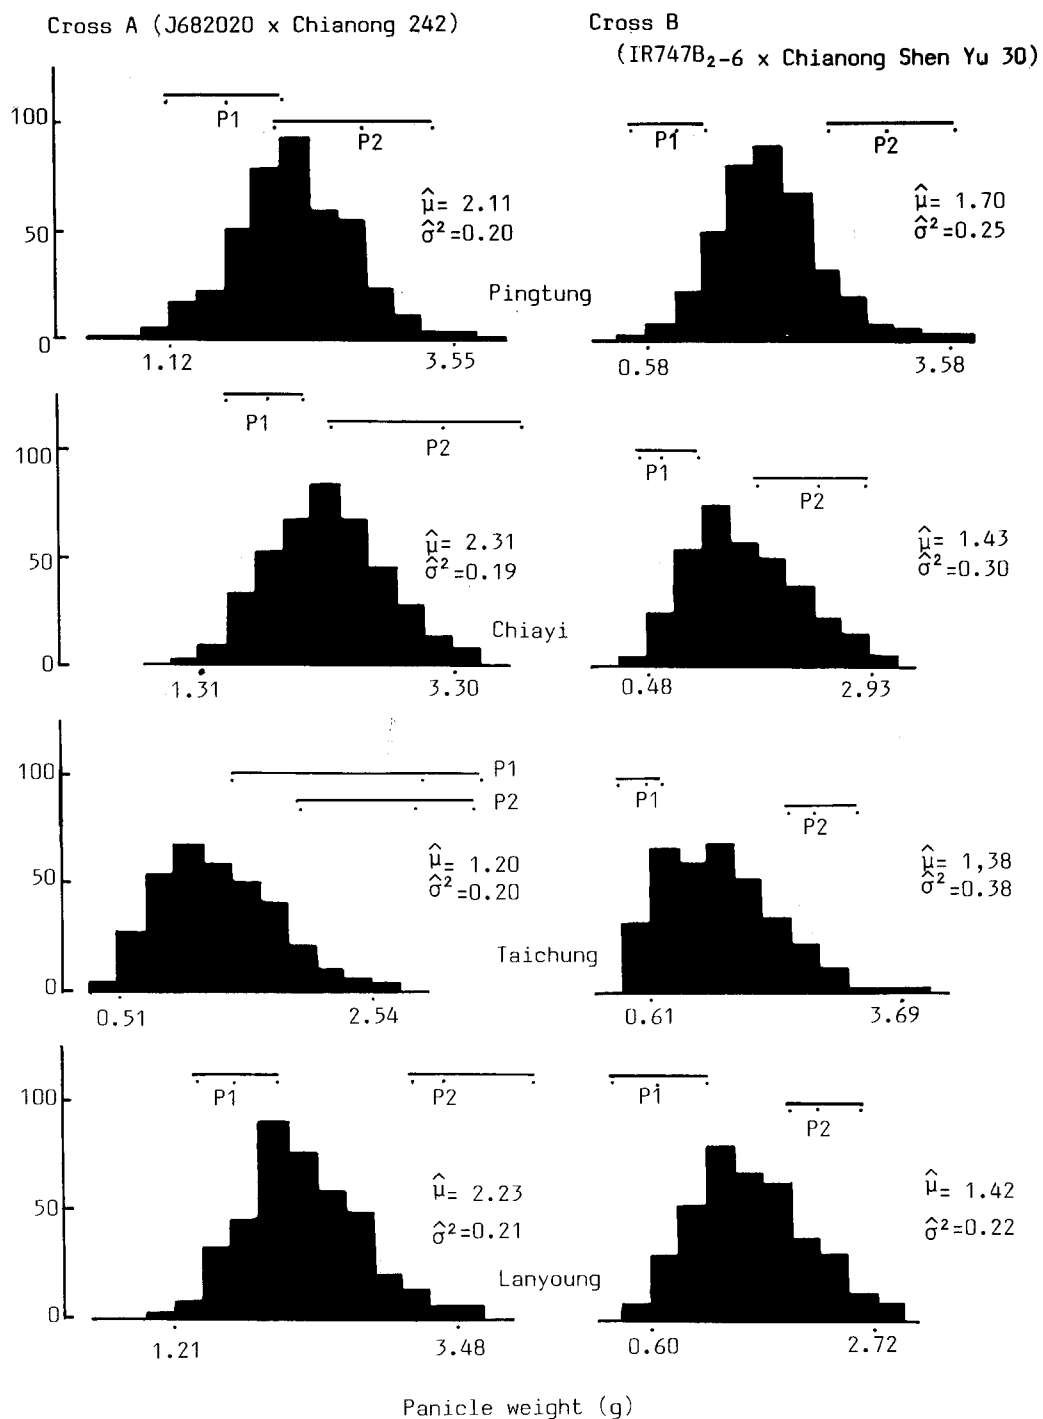 Cross A (J682020 x Chianong 242)
Cross B
(IR747B₂₋₆ x Chianong Shen Yu 30)
100
50
0
P1
P2
μ̂= 2.11
σ̂²=0.20
1.12
3.55
Pingtung
P1
P2
μ̂= 1.70
σ̂²=0.25
0.58
3.58
100
50
0
P1
P2
μ̂= 2.31
σ̂²=0.19
1.31
3.30
Chiayi
P1
P2
μ̂= 1.43
σ̂²=0.30
0.48
2.93
100
50
0
P1
P2
μ̂= 1.20
σ̂²=0.20
0.51
2.54
Taichung
P1
P2
μ̂= 1,38
σ̂²=0.38
0.61
3.69
100
50
0
P1
P2
μ̂= 2.23
σ̂²=0.21
1.21
3.48
Lanyoung
P1
P2
μ̂= 1.42
σ̂²=0.22
0.60
2.72
Panicle weight (g)